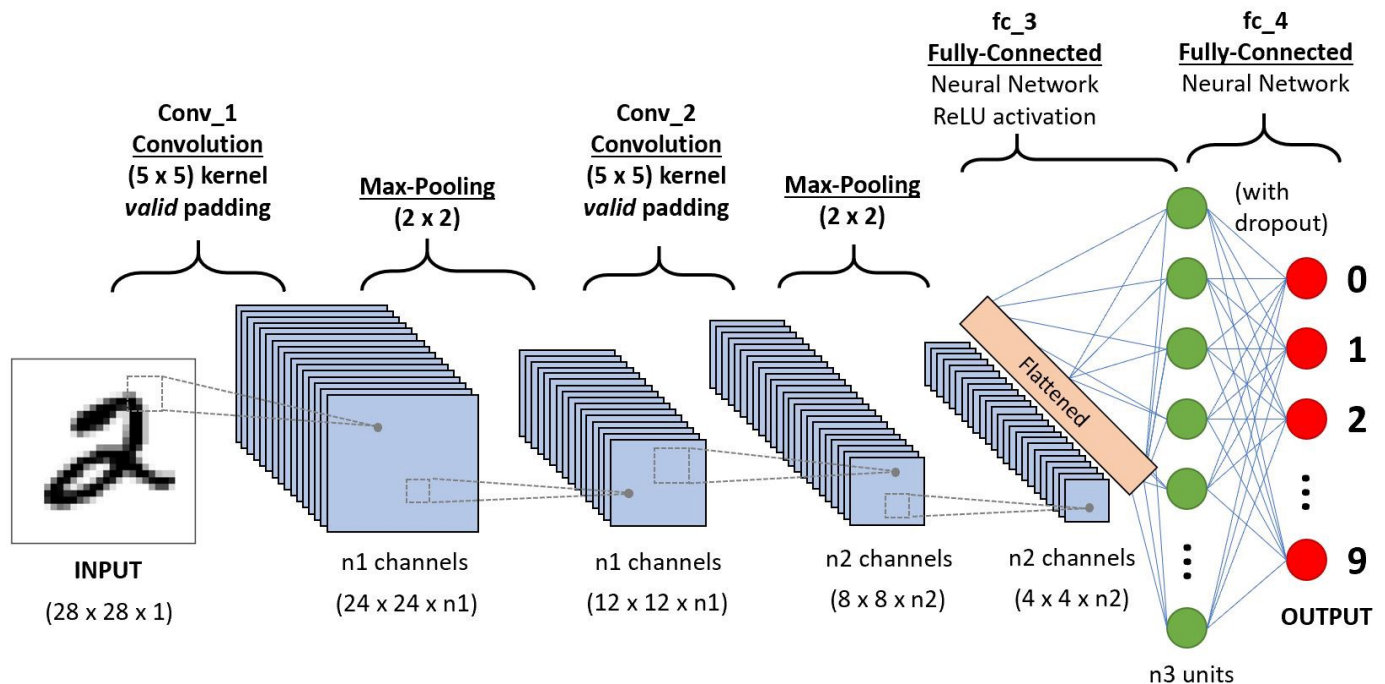 Conv_1
Convolution
(5 x 5) kernel
valid padding
Max-Pooling
(2 x 2)
Conv_2
Convolution
(5 x 5) kernel
valid padding
Max-Pooling
(2 x 2)
fc_3
Fully-Connected
Neural Network
ReLU activation
fc_4
Fully-Connected
Neural Network
(with
dropout)
2
INPUT
(28 x 28 x 1)
n1 channels
(24 x 24 x n1)
n1 channels
(12 x 12 x n1)
n2 channels
(8 x 8 x n2)
n2 channels
(4 x 4 x n2)
Flattened
n3 units
0
1
2
9
OUTPUT